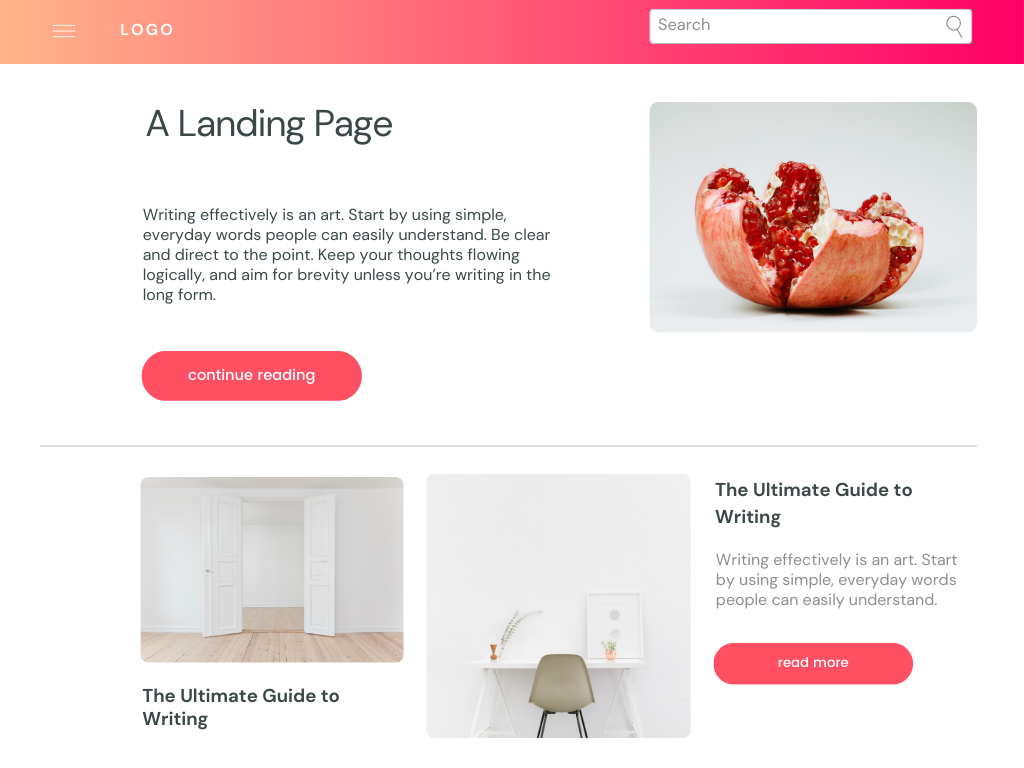 LOGO
Search
A Landing Page
Writing effectively is an art. Start by using simple,
everyday words people can easily understand. Be clear
and direct to the point. Keep your thoughts flowing
logically, and aim for brevity unless you’re writing in the
long form.
continue reading
The Ultimate Guide to
Writing
The Ultimate Guide to
Writing
Writing effectively is an art. Start
by using simple, everyday words
people can easily understand.
read more